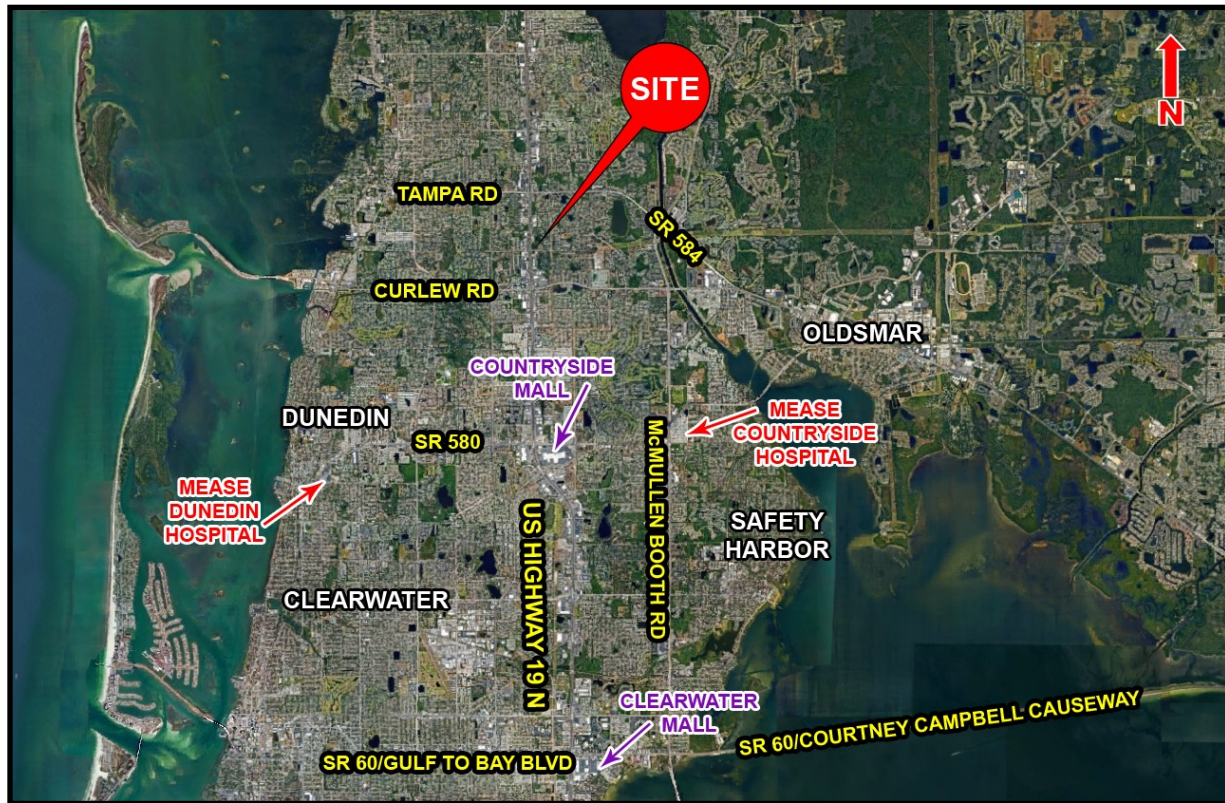 SITE
N
TAMPA RD
SR 584
CURLEW RD
OLDSMAR
COUNTRYSIDE
MALL
DUNEDIN
SR 580
McMULLEN BOOTH RD
MEASE
COUNTRYSIDE
HOSPITAL
MEASE
DUNEDIN
HOSPITAL
US HIGHWAY 19 N
SAFETY
HARBOR
CLEARWATER
CLEARWATER
MALL
SR 60/COURTNEY CAMPBELL CAUSEWAY
SR 60/GULF TO BAY BLVD